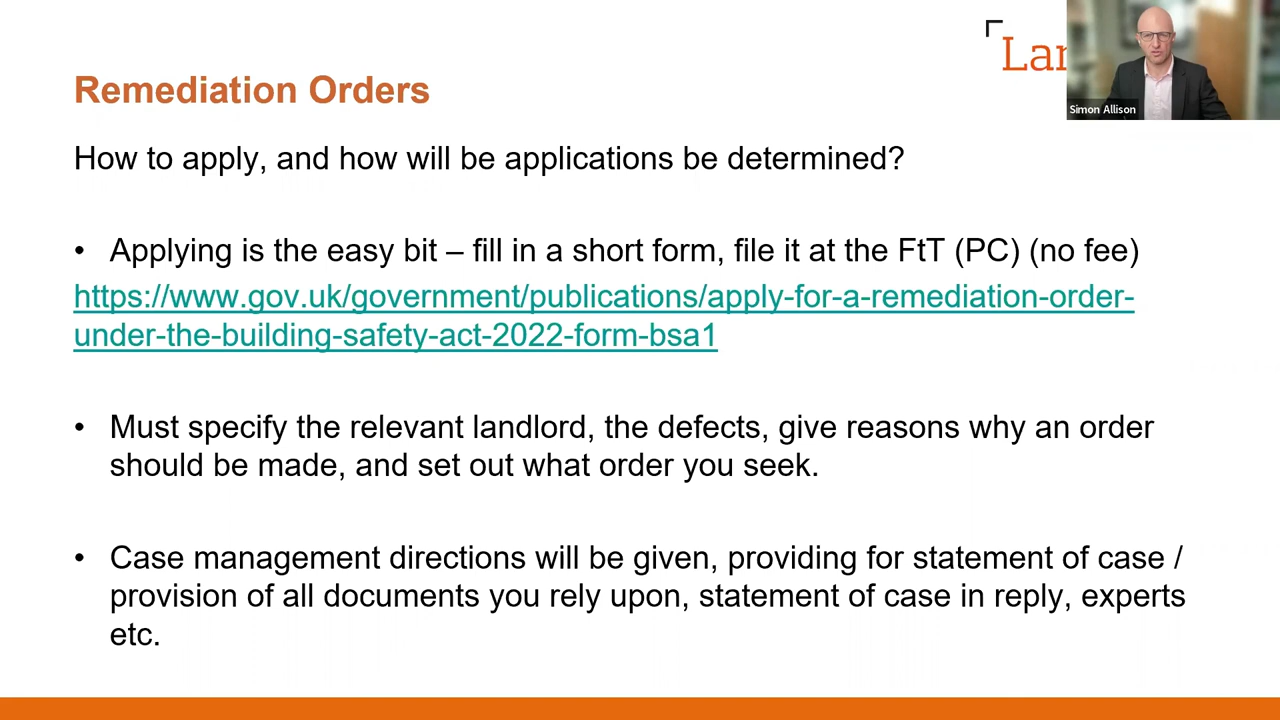 Lan
Simon Allison
Remediation Orders
How to apply, and how will be applications be determined?
• Applying is the easy bit – fill in a short form, file it at the FtT (PC) (no fee)
https://www.gov.uk/government/publications/apply-for-a-remediation-order-
under-the-building-safety-act-2022-form-bsa1
• Must specify the relevant landlord, the defects, give reasons why an order
should be made, and set out what order you seek.
• Case management directions will be given, providing for statement of case /
provision of all documents you rely upon, statement of case in reply, experts
etc.